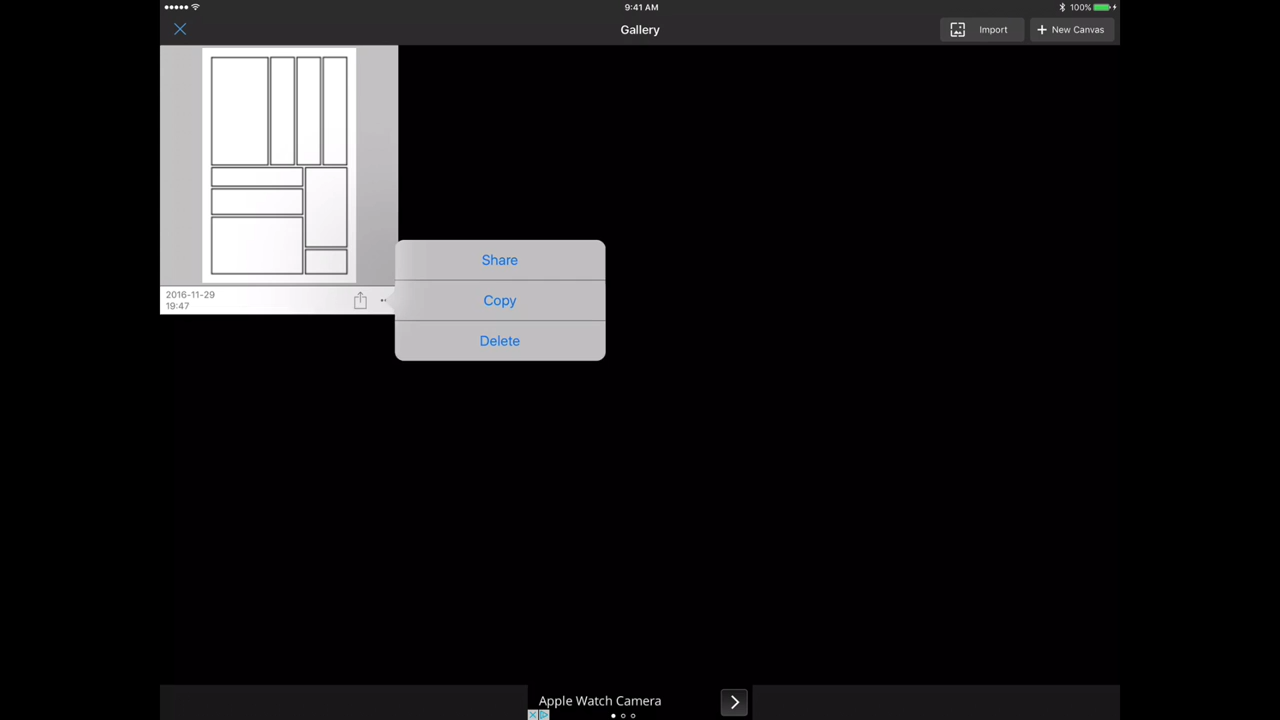 9:41 AM
100%
Gallery
Import
New Canvas
Share
Copy
Delete
2016-11-29
19:47
Apple Watch Camera